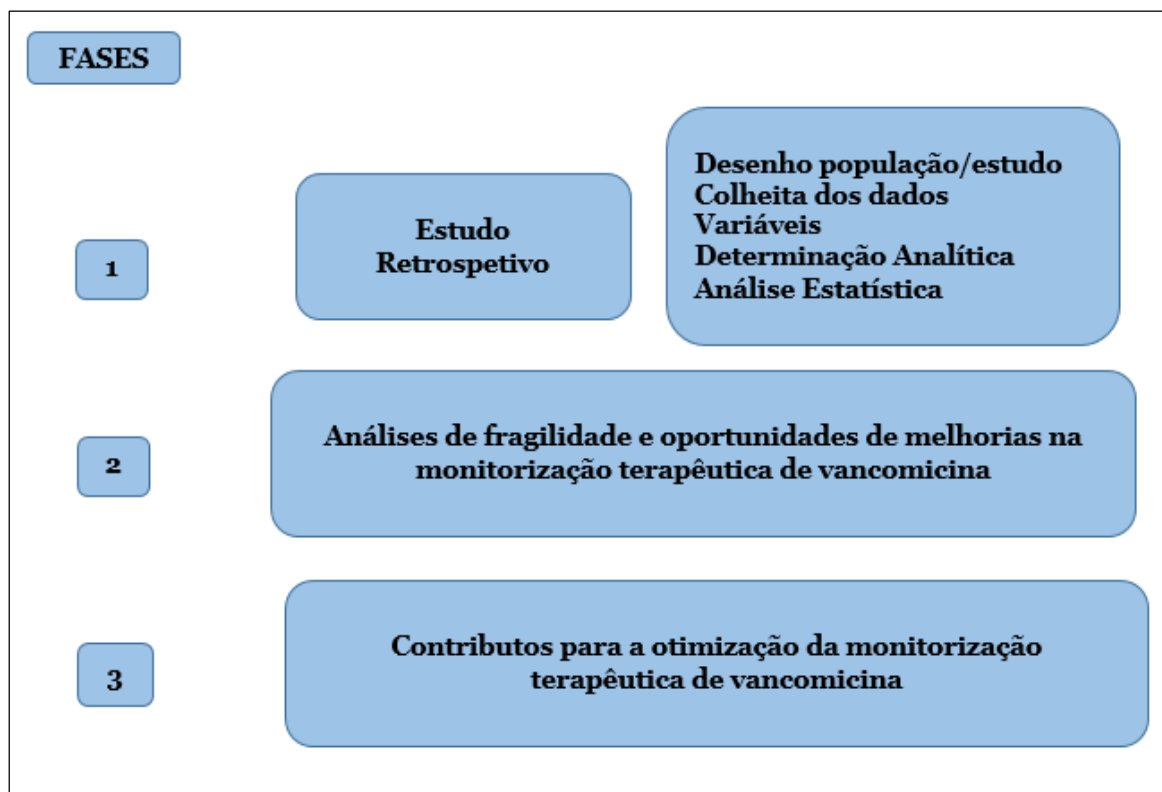 FASES
1
Estudo
Retrospetivo
Desenho população/estudo
Colheita dos dados
Variáveis
Determinação Analítica
Análise Estatística
2
Análises de fragilidade e oportunidades de melhorias na
monitorização terapêutica de vancomicina
3
Contributos para a otimização da monitorização
terapêutica de vancomicina